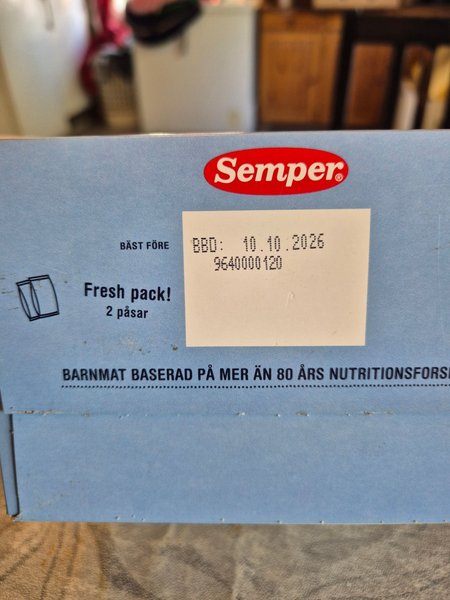 Semper®
BÄST FÖRE
BBD: 10.10.2026
9640000120
Fresh pack!
2 påsar
BARNMAT BASERAD PÅ MER ÄN 80 ÅRS NUTRITIONSFORS